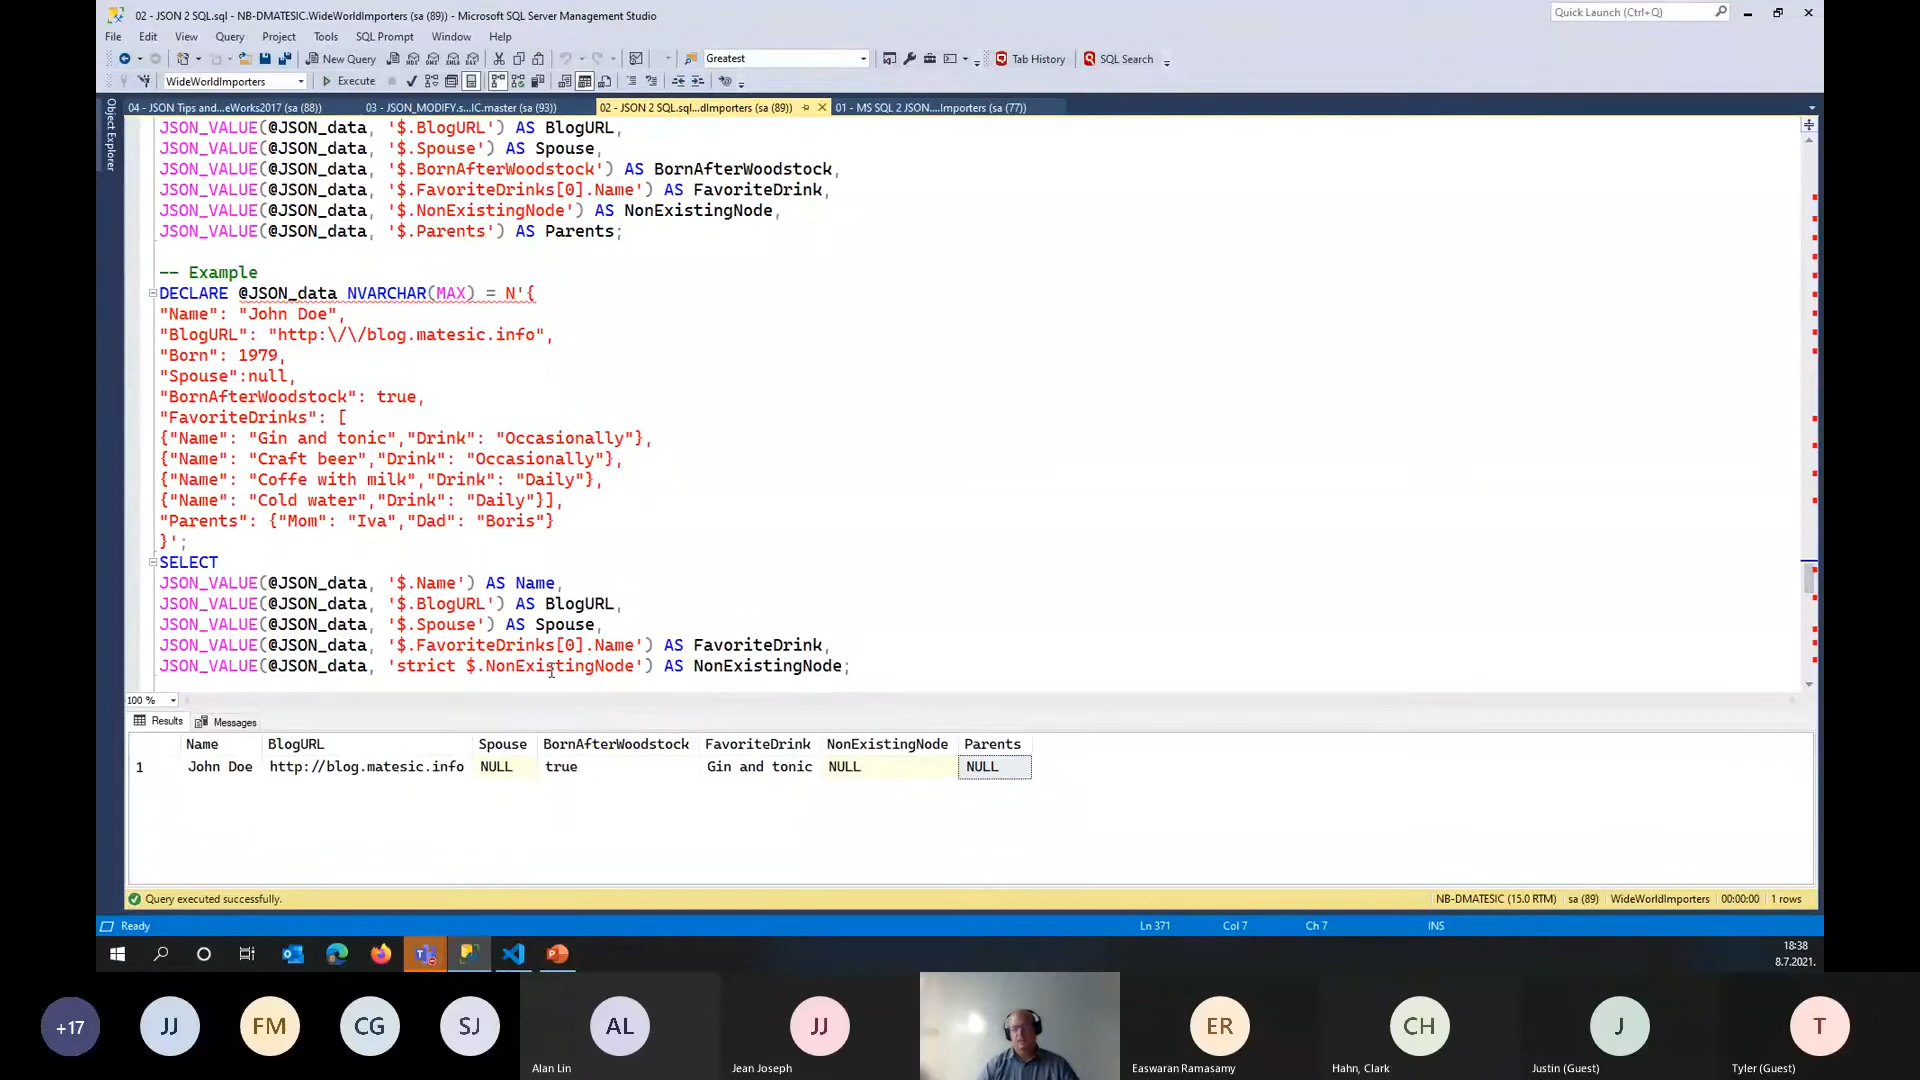 02 - JSON 2 SQL.sql - NB-DMATESIC.WideWorldImporters (sa (89)) - Microsoft SQL Server Management Studio
Quick Launch (Ctrl+Q)
File Edit View Query Project Tools SQL Prompt Window Help
New Query
Greatest
Tab History
SQL Search
WideWorldImporters
Execute
Object Explorer
04 - JSON Tips and...eWorks2017 (sa (88))
03 - JSON_MODIFY.s...IC.master (sa (93))
02 - JSON 2 SQL.sql...dImporters (sa (89))
01 - MS SQL 2 JSON....Importers (sa (77))
JSON_VALUE(@JSON_data, '$.BlogURL') AS BlogURL,
JSON_VALUE(@JSON_data, '$.Spouse') AS Spouse,
JSON_VALUE(@JSON_data, '$.BornAfterWoodstock') AS BornAfterWoodstock,
JSON_VALUE(@JSON_data, '$.FavoriteDrinks[0].Name') AS FavoriteDrink,
JSON_VALUE(@JSON_data, '$.NonExistingNode') AS NonExistingNode,
JSON_VALUE(@JSON_data, '$.Parents') AS Parents;
-- Example
DECLARE @JSON_data NVARCHAR(MAX) = N'{
"Name": "John Doe",
"BlogURL": "http:\/\/blog.matesic.info",
"Born": 1979,
"Spouse":null,
"BornAfterWoodstock": true,
"FavoriteDrinks": [
{"Name": "Gin and tonic","Drink": "Occasionally"},
{"Name": "Craft beer","Drink": "Occasionally"},
{"Name": "Coffe with milk","Drink": "Daily"},
{"Name": "Cold water","Drink": "Daily"}],
"Parents": {"Mom": "Iva","Dad": "Boris"}
}';
SELECT
JSON_VALUE(@JSON_data, '$.Name') AS Name,
JSON_VALUE(@JSON_data, '$.BlogURL') AS BlogURL,
JSON_VALUE(@JSON_data, '$.Spouse') AS Spouse,
JSON_VALUE(@JSON_data, '$.FavoriteDrinks[0].Name') AS FavoriteDrink,
JSON_VALUE(@JSON_data, 'strict $.NonExistingNode') AS NonExistingNode;
100 %
Results Messages
Name BlogURL Spouse BornAfterWoodstock FavoriteDrink NonExistingNode Parents
1 John Doe http://blog.matesic.info NULL true Gin and tonic NULL NULL
Query executed successfully.
NB-DMATESIC (15.0 RTM) sa (89) WideWorldImporters 00:00:00 1 rows
Ready
Ln 371 Col 7 Ch 7 INS
18:38
8.7.2021.
+17 JJ FM CG SJ AL JJ ER CH J T
Alan Lin
Jean Joseph
Easwaran Ramasamy
Hahn, Clark
Justin (Guest)
Tyler (Guest)